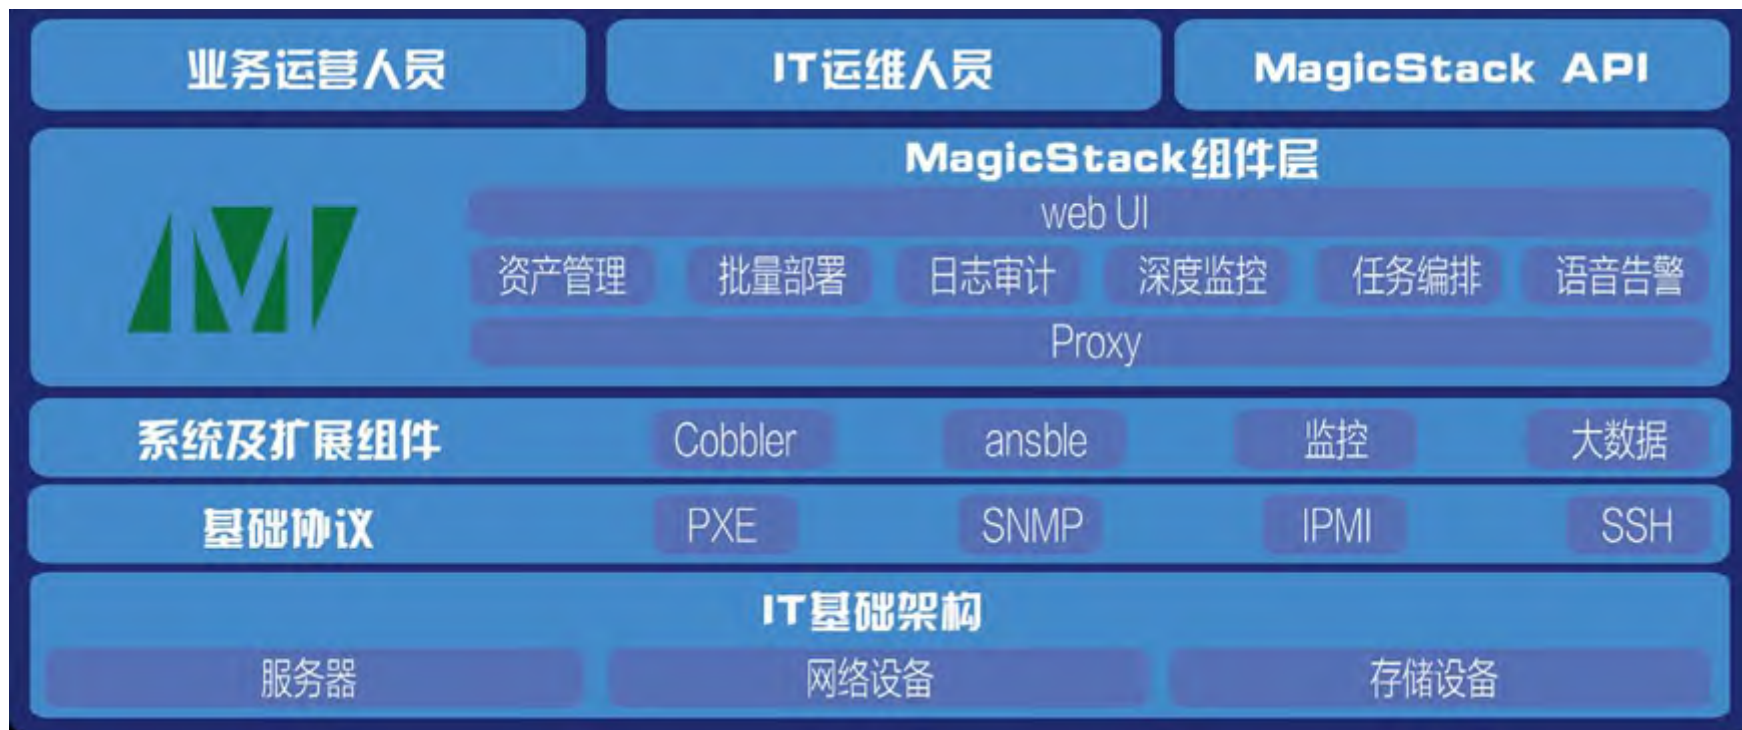 业务运营人员 IT运维人员 MagicStack API
MagicStack组件层
web UI
资产管理 批量部署 日志审计 深度监控 任务编排 语音告警
Proxy
系统及扩展组件 Cobbler ansble 监控 大数据
基础协议 PXE SNMP IPMI SSH
IT基础架构
服务器 网络设备 存储设备